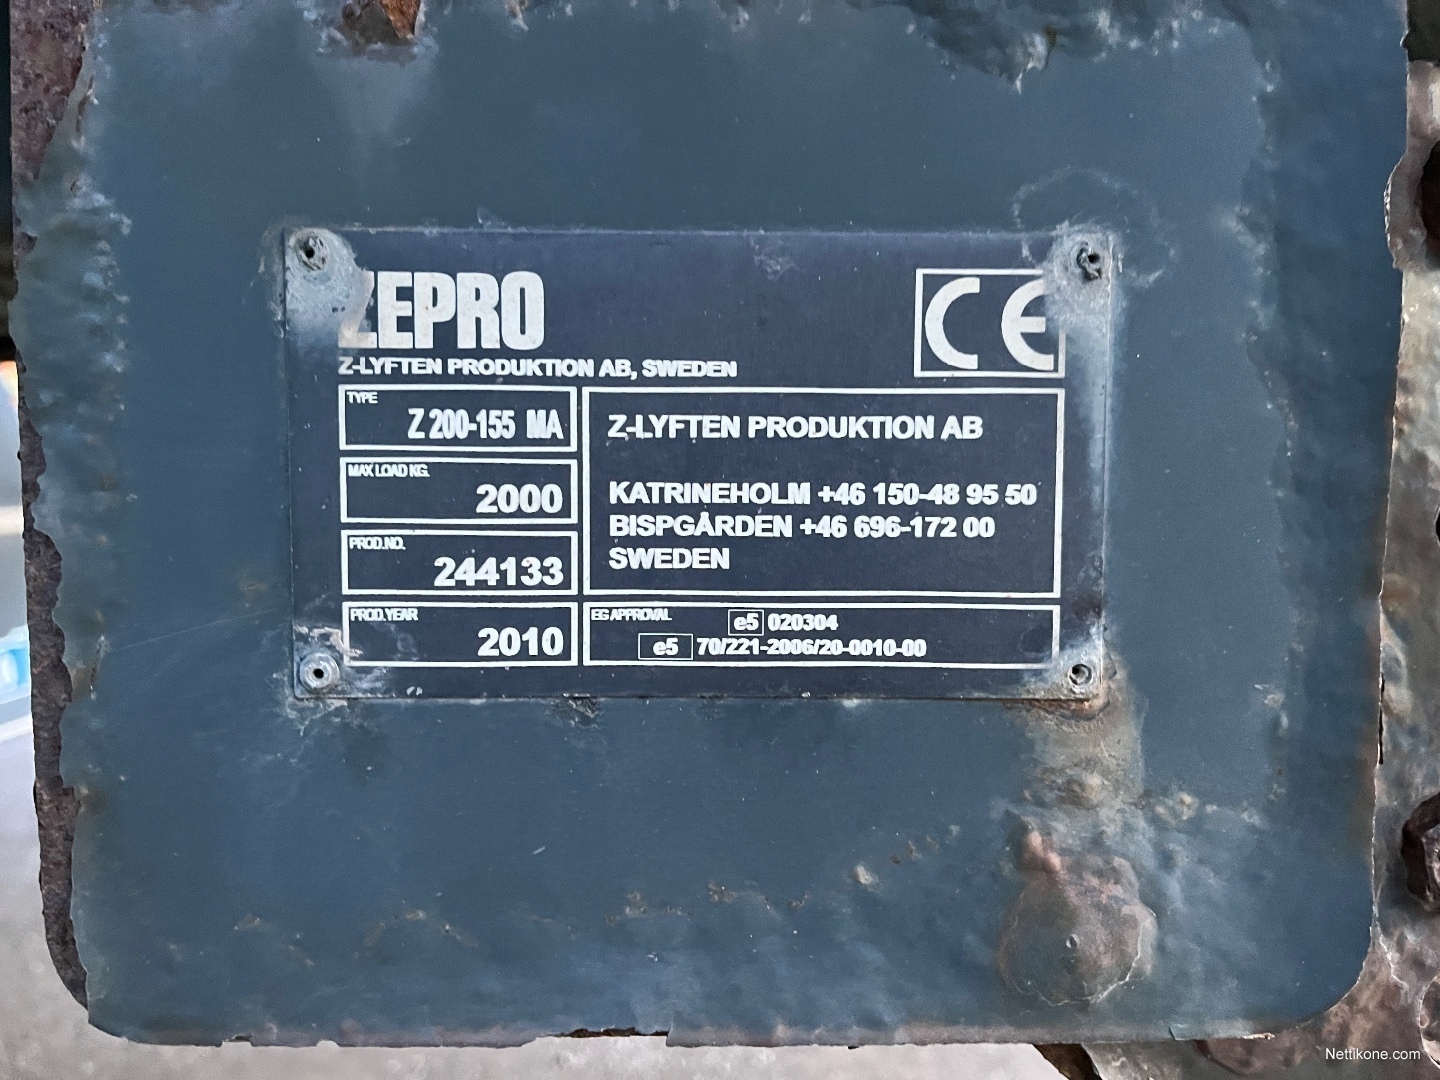 ZEPRO
CE
Z-LYFTEN PRODUKTION AB, SWEDEN
TYPE
Z 200-155 MA
MAX LOAD KG.
2000
PROD.NO.
244133
PROD.YEAR
2010
Z-LYFTEN PRODUKTION AB
KATRINEHOLM +46 150-48 95 50
BISPGÅRDEN +46 696-172 00
SWEDEN
EG APPROVAL
e5 020304
e5 70/221-2006/20-0010-00
Nettikone.com